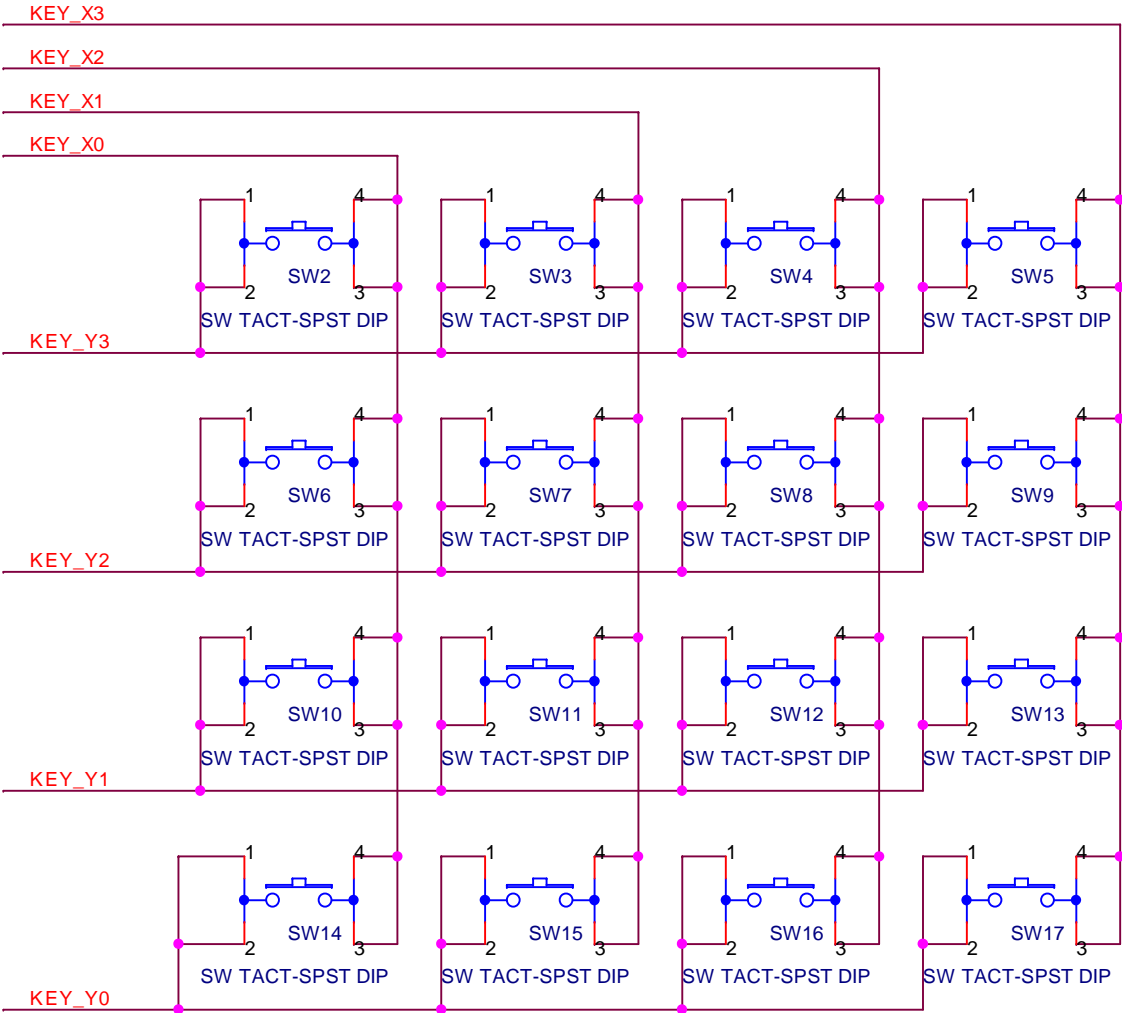 KEY_X3
KEY_X2
KEY_X1
KEY_X0
1 4 1 4 1 4 1 4
SW2 SW3 SW4 SW5
2 3 2 3 2 3 2 3
SW TACT-SPST DIP SW TACT-SPST DIP SW TACT-SPST DIP SW TACT-SPST DIP
KEY_Y3
1 4 1 4 1 4 1 4
SW6 SW7 SW8 SW9
2 3 2 3 2 3 2 3
SW TACT-SPST DIP SW TACT-SPST DIP SW TACT-SPST DIP SW TACT-SPST DIP
KEY_Y2
1 4 1 4 1 4 1 4
SW10 SW11 SW12 SW13
2 3 2 3 2 3 2 3
SW TACT-SPST DIP SW TACT-SPST DIP SW TACT-SPST DIP SW TACT-SPST DIP
KEY_Y1
1 4 1 4 1 4 1 4
SW14 SW15 SW16 SW17
2 3 2 3 2 3 2 3
SW TACT-SPST DIP SW TACT-SPST DIP SW TACT-SPST DIP SW TACT-SPST DIP
KEY_Y0